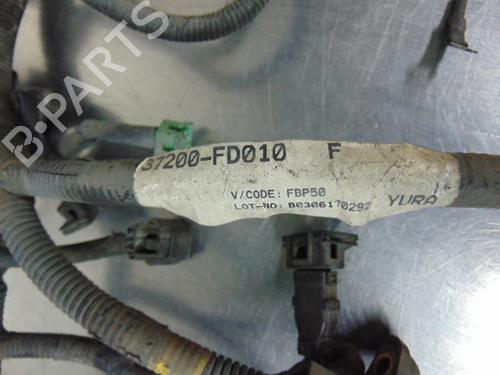 B-PARTS
37200-FD010 F
V/CODE: FBP50
LOT-NO: B0306170292 YURA